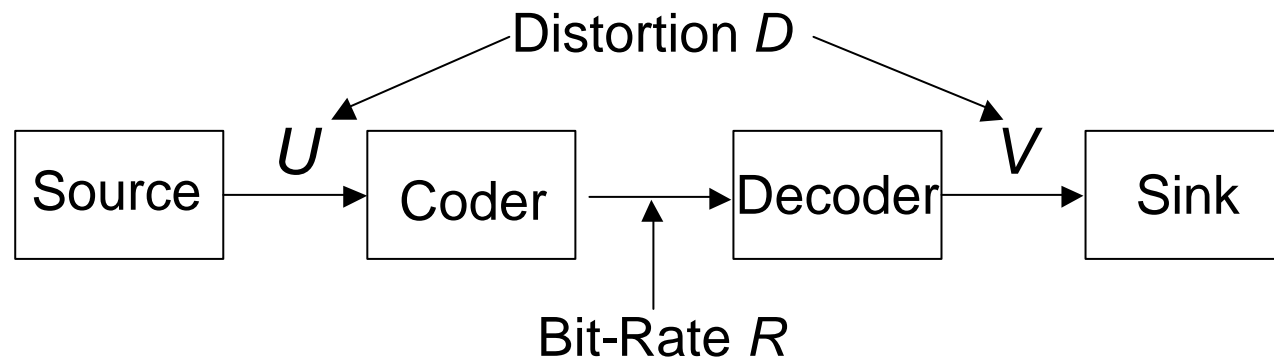 Distortion D
U
V
Source
Coder
Decoder
Sink
Bit-Rate R